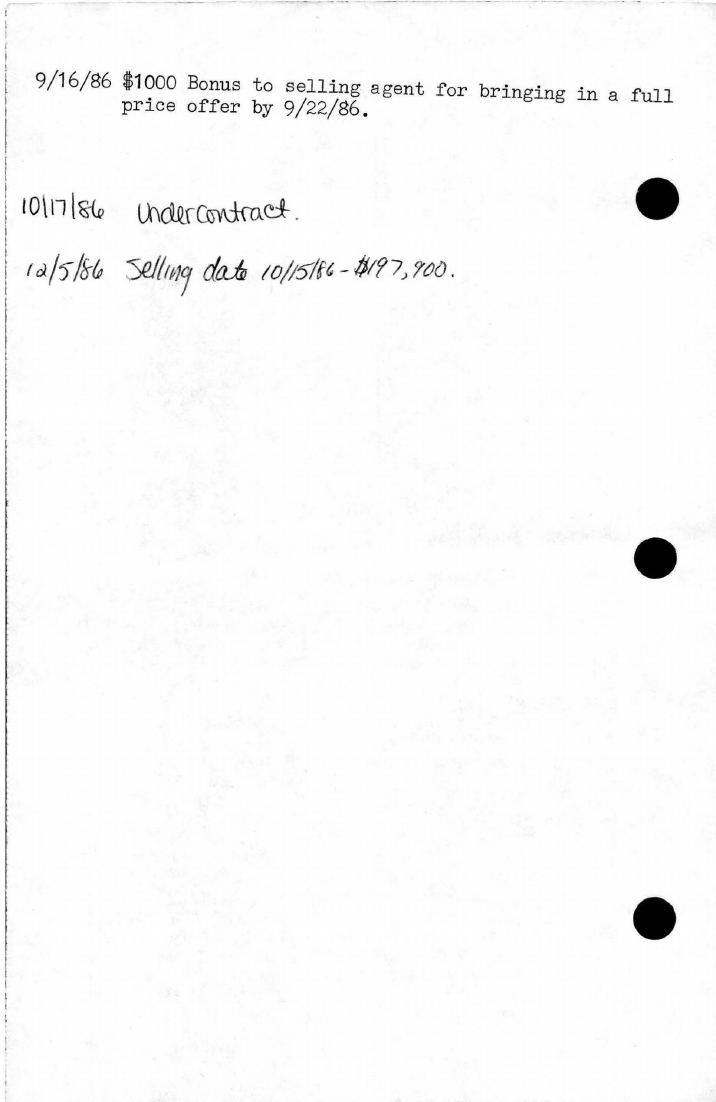 9/16/86 $1000 Bonus to selling agent for bringing in a full
price offer by 9/22/86.
10/17/86 Under Contract.
12/5/86 Selling date 10/15/86 - $197,900.